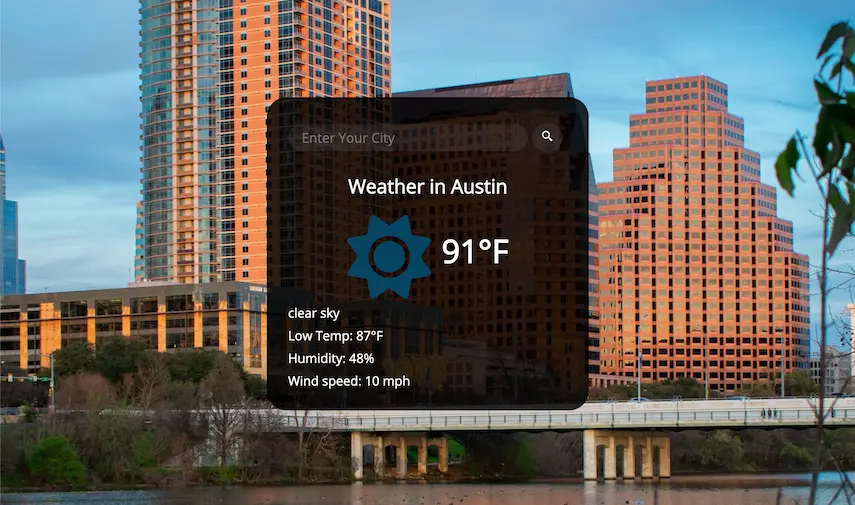 Enter Your City
Weather in Austin
91°F
clear sky
Low Temp: 87°F
Humidity: 48%
Wind speed: 10 mph